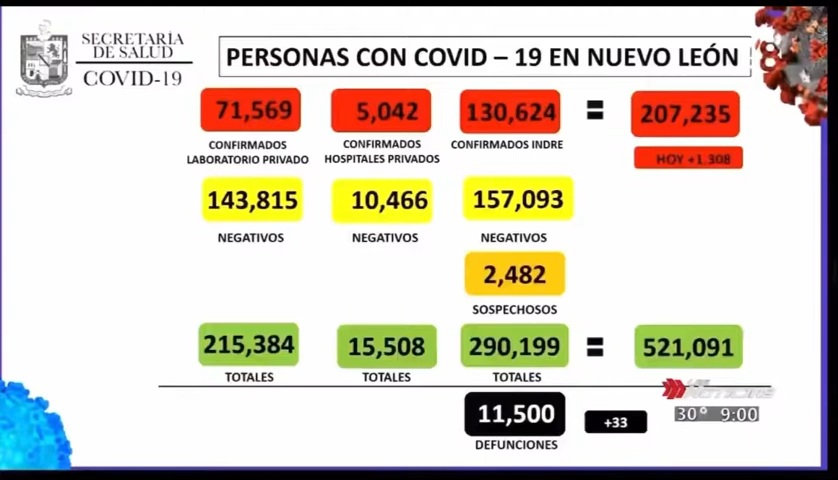 SECRETARÍA
DE SALUD
COVID-19
PERSONAS CON COVID – 19 EN NUEVO LEÓN
71,569 5,042 130,624 = 207,235
CONFIRMADOS
LABORATORIO PRIVADO
CONFIRMADOS
HOSPITALES PRIVADOS
CONFIRMADOS INDRE
HOY +1,308
143,815 10,466 157,093
NEGATIVOS NEGATIVOS NEGATIVOS
2,482
SOSPECHOSOS
215,384 15,508 290,199 = 521,091
TOTALES TOTALES TOTALES
11,500 +33
DEFUNCIONES
30° 9:00